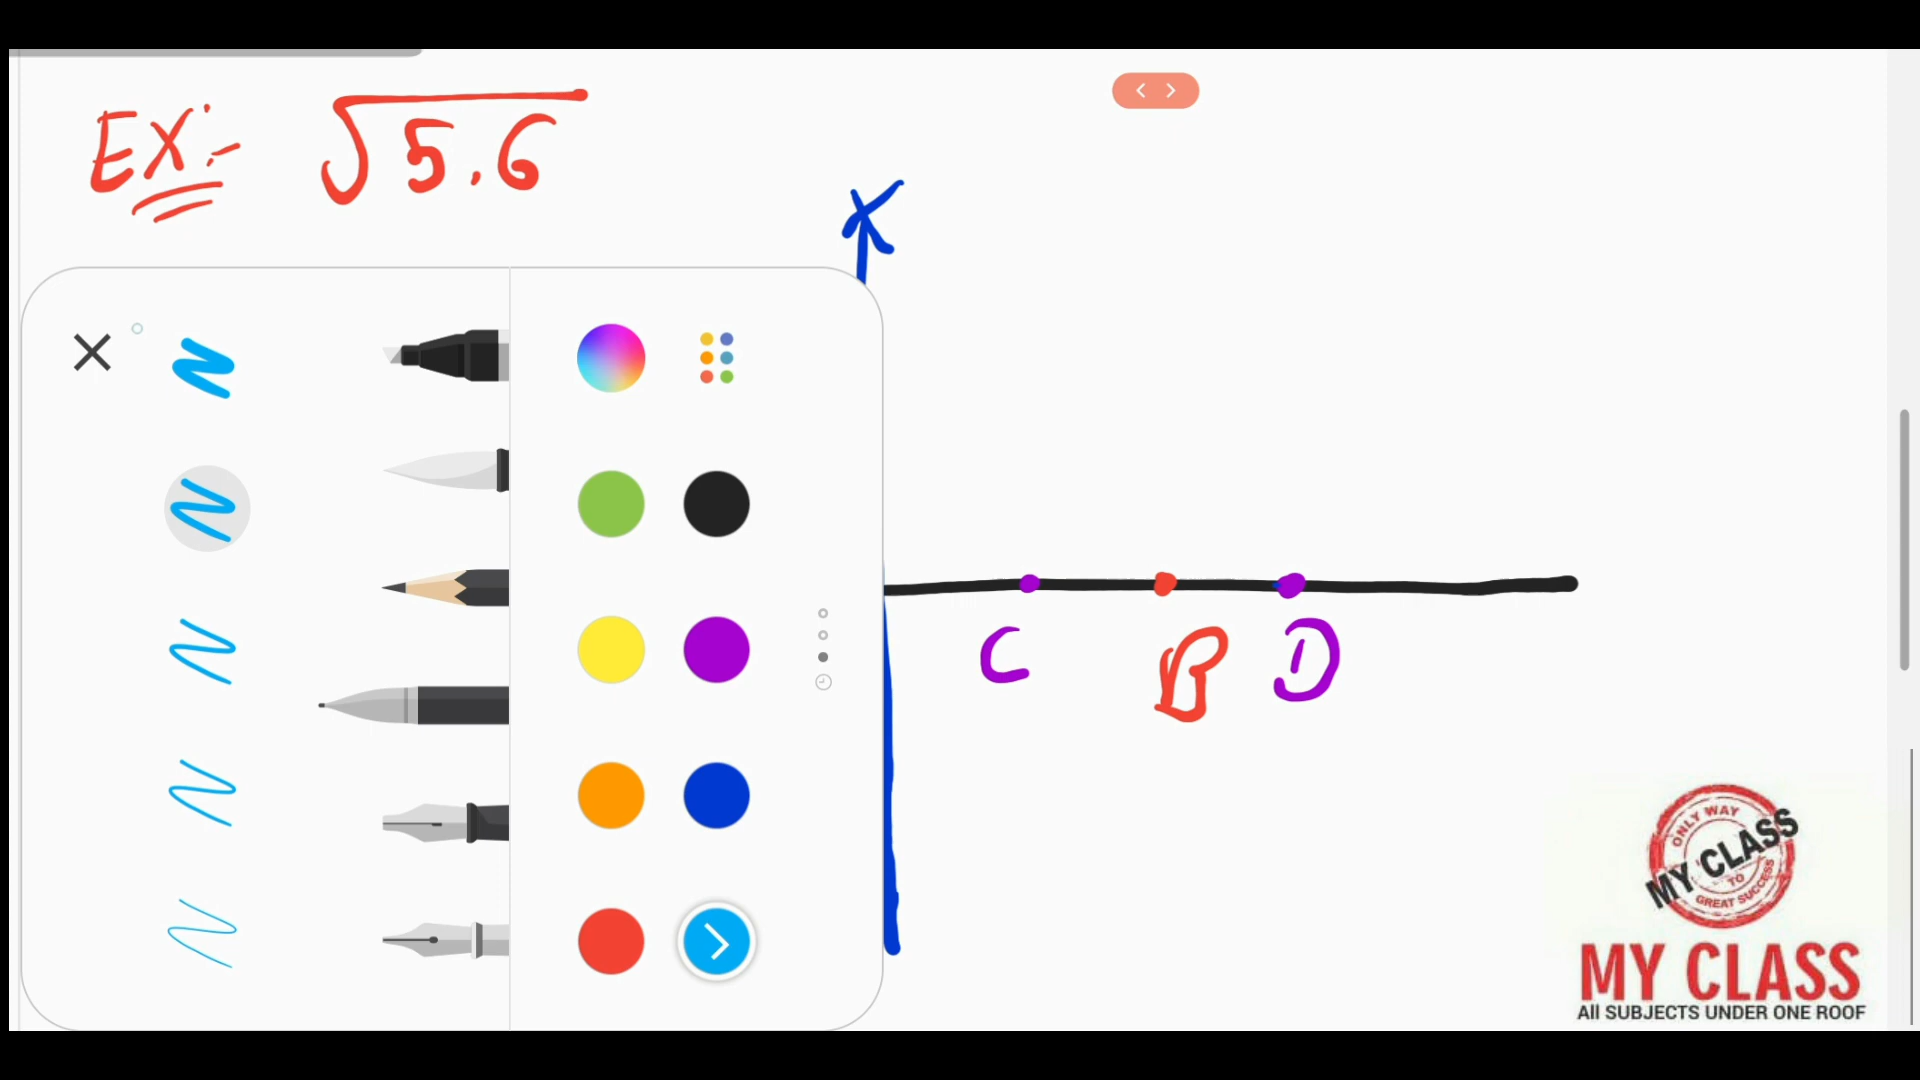 EX:- √5.6
C B D
ONLY WAY
MY CLASS
TO
GREAT SUCCESS
MY CLASS
All SUBJECTS UNDER ONE ROOF